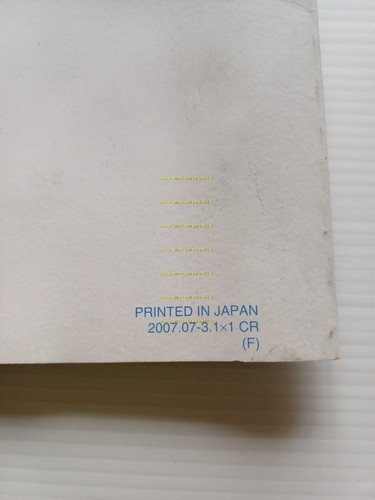 PRINTED IN JAPAN
2007.07-3.1×1 CR
(F)